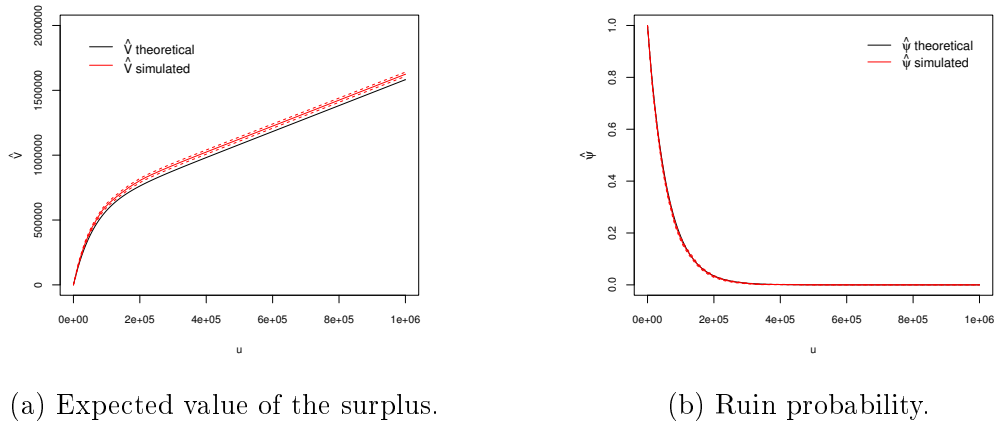 V̂ theoretical
V̂ simulated
V̂
0
500000
1000000
1500000
2000000
0e+00 2e+05 4e+05 6e+05 8e+05 1e+06
u
(a) Expected value of the surplus.
ψ̂ theoretical
ψ̂ simulated
ψ̂
0.0
0.2
0.4
0.6
0.8
1.0
0e+00 2e+05 4e+05 6e+05 8e+05 1e+06
u
(b) Ruin probability.